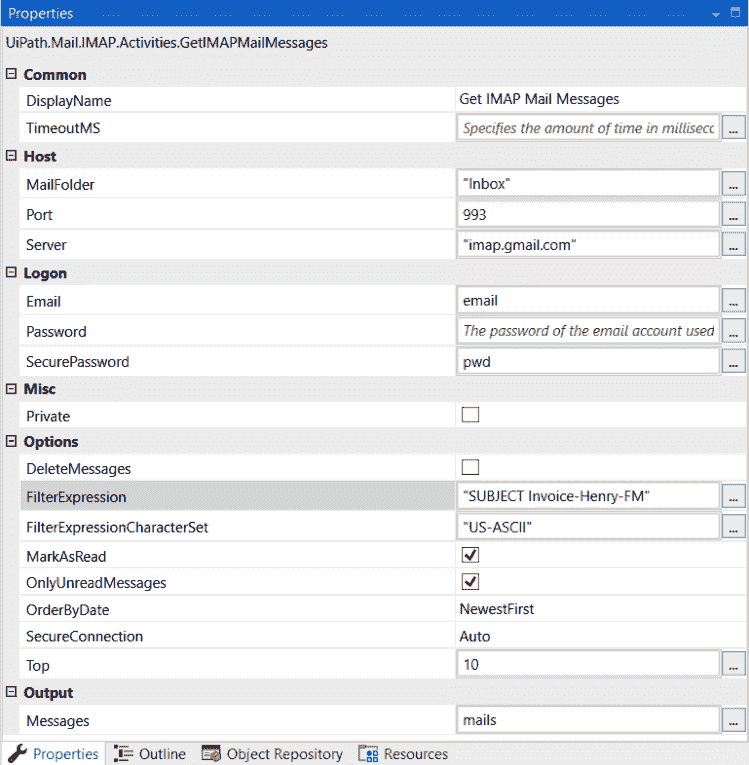 Properties
UiPath.Mail.IMAP.Activities.GetIMAPMailMessages
Common
DisplayName Get IMAP Mail Messages
TimeoutMS Specifies the amount of time in millisecc ...
Host
MailFolder "Inbox" ...
Port 993 ...
Server "imap.gmail.com" ...
Logon
Email email ...
Password The password of the email account used ...
SecurePassword pwd ...
Misc
Private
Options
DeleteMessages
FilterExpression "SUBJECT Invoice-Henry-FM" ...
FilterExpressionCharacterSet "US-ASCII" ...
MarkAsRead
OnlyUnreadMessages
OrderByDate NewestFirst
SecureConnection Auto
Top 10 ...
Output
Messages mails ...
Properties Outline Object Repository Resources